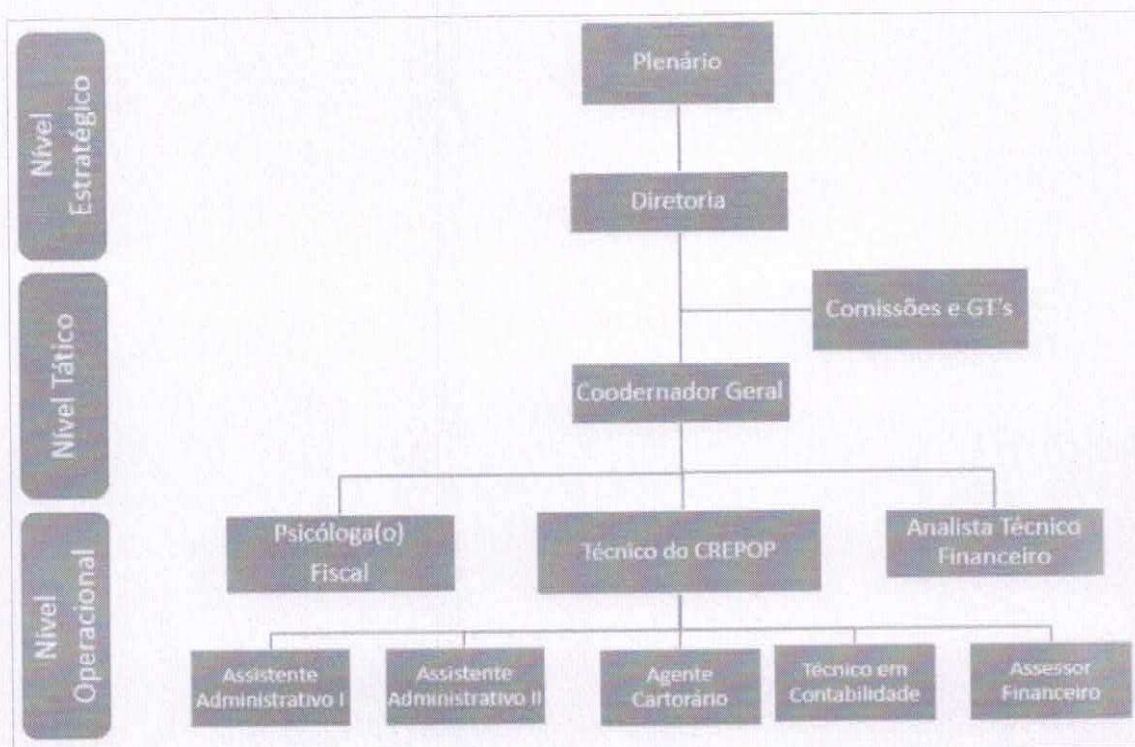 Nível
Estratégico
Plenário
Diretoria
Nível Tático
Comissões e GT's
Coodernador Geral
Nível
Operacional
Psicóloga(o)
Fiscal
Técnico do CREPOP
Analista Técnico
Financeiro
Assistente
Administrativo I
Assistente
Administrativo II
Agente
Cartorário
Técnico em
Contabilidade
Assessor
Financeiro